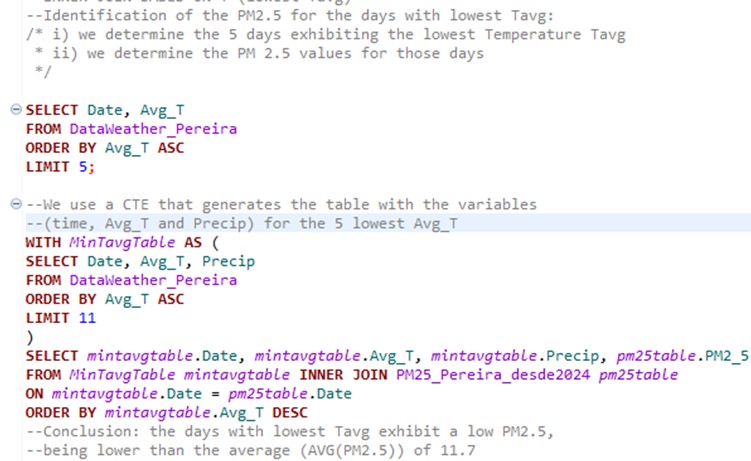 --Identification of the PM2.5 for the days with lowest Tavg:
/* i) we determine the 5 days exhibiting the lowest Temperature Tavg
 * ii) we determine the PM 2.5 values for those days
 */
SELECT Date, Avg_T
FROM DataWeather_Pereira
ORDER BY Avg_T ASC
LIMIT 5;
--We use a CTE that generates the table with the variables
--(time, Avg_T and Precip) for the 5 lowest Avg_T
WITH MinTavgTable AS (
SELECT Date, Avg_T, Precip
FROM DataWeather_Pereira
ORDER BY Avg_T ASC
LIMIT 11
)
SELECT mintavgtable.Date, mintavgtable.Avg_T, mintavgtable.Precip, pm25table.PM2_5
FROM MinTavgTable mintavgtable INNER JOIN PM25_Pereira_desde2024 pm25table
ON mintavgtable.Date = pm25table.Date
ORDER BY mintavgtable.Avg_T DESC
--Conclusion: the days with lowest Tavg exhibit a low PM2.5,
--being lower than the average (AVG(PM2.5)) of 11.7